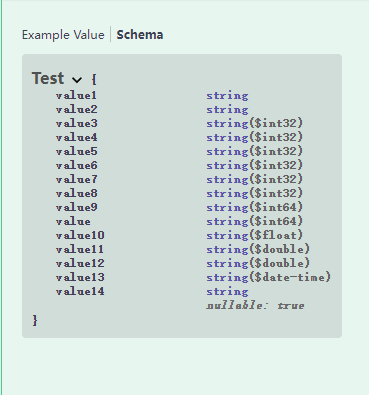 Example Value Schema
Test {
value1 string
value2 string
value3 string($int32)
value4 string($int32)
value5 string($int32)
value6 string($int32)
value7 string($int32)
value8 string($int32)
value9 string($int64)
value string($int64)
value10 string($float)
value11 string($double)
value12 string($double)
value13 string($date-time)
value14 string
nullable: true
}